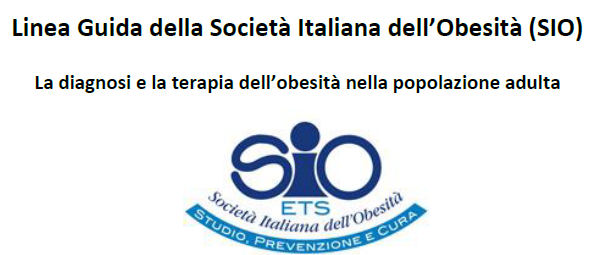 Linea Guida della Società Italiana dell’Obesità (SIO)
La diagnosi e la terapia dell’obesità nella popolazione adulta
SIO
Società Italiana dell'Obesità
ETS
STUDIO, PREVENZIONE E CURA